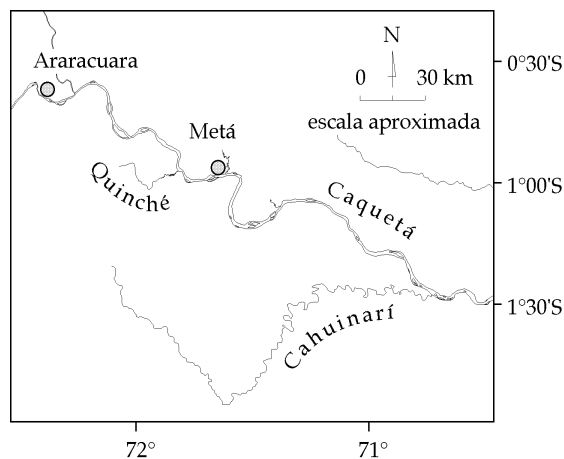 Araracuara
N
0°30'S
0 30 km
escala aproximada
Metá
Quinché
Caquetá
1°00'S
Cahuinarí
1°30'S
72° 71°